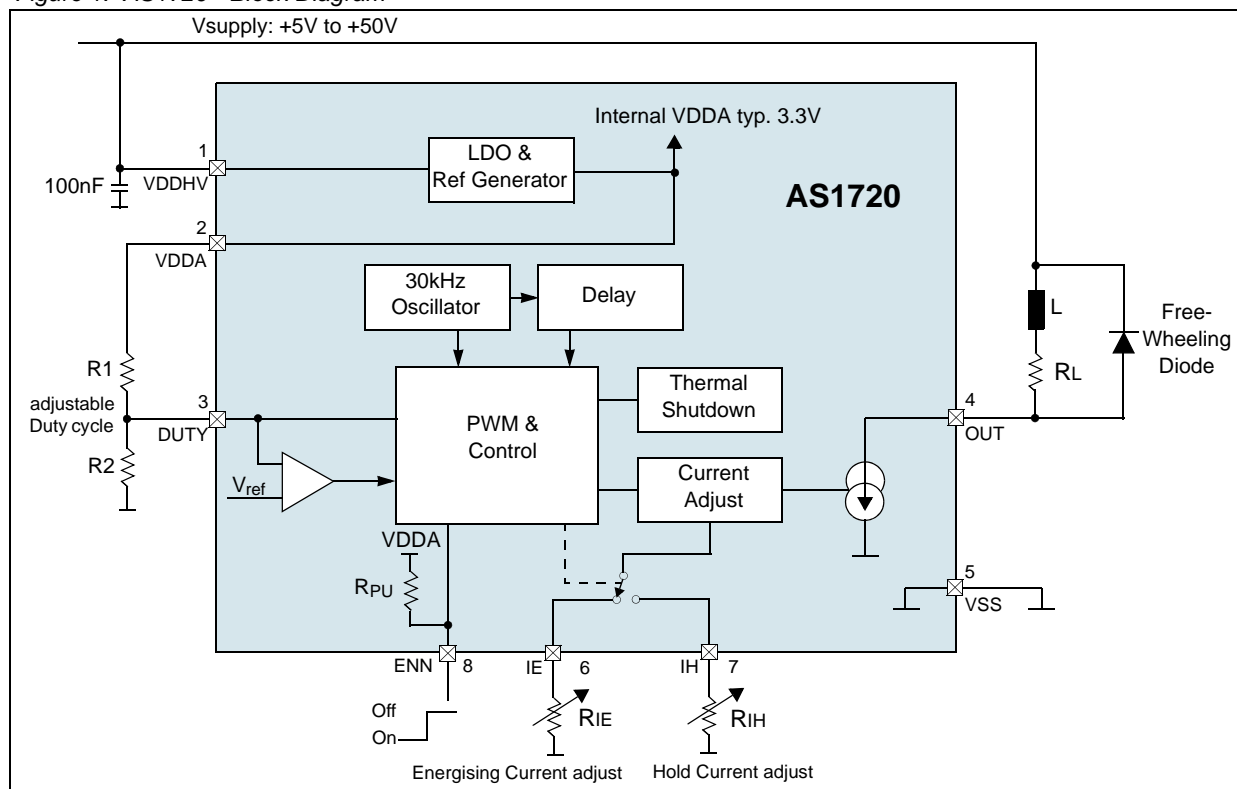 Vsupply: +5V to +50V
Internal VDDA typ. 3.3V
1
LDO &
Ref Generator
100nF
VDDHV
AS1720
2
VDDA
30kHz
Oscillator
Delay
L
Free-
Wheeling
Diode
R1
RL
Thermal
Shutdown
adjustable
Duty cycle
3
DUTY
PWM &
Control
4
OUT
R2
Vref
Current
Adjust
VDDA
RPU
5
VSS
ENN
8
IE
6
IH
7
Off
On
RIE
RIH
Energising Current adjust
Hold Current adjust